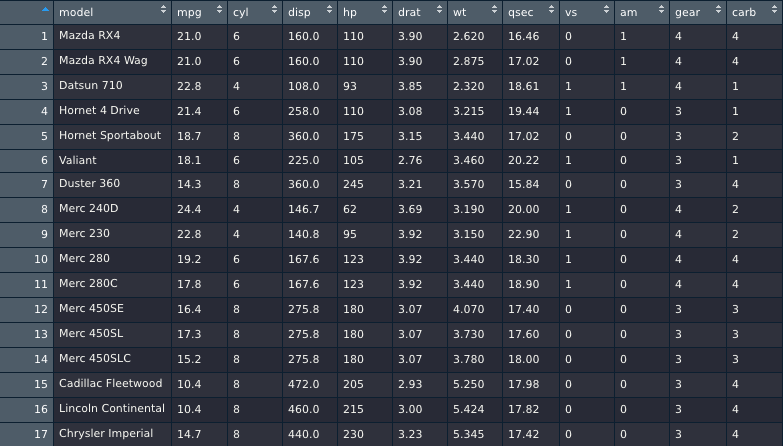 model mpg cyl disp hp drat wt qsec vs am gear carb
1 Mazda RX4 21.0 6 160.0 110 3.90 2.620 16.46 0 1 4 4
2 Mazda RX4 Wag 21.0 6 160.0 110 3.90 2.875 17.02 0 1 4 4
3 Datsun 710 22.8 4 108.0 93 3.85 2.320 18.61 1 1 4 1
4 Hornet 4 Drive 21.4 6 258.0 110 3.08 3.215 19.44 1 0 3 1
5 Hornet Sportabout 18.7 8 360.0 175 3.15 3.440 17.02 0 0 3 2
6 Valiant 18.1 6 225.0 105 2.76 3.460 20.22 1 0 3 1
7 Duster 360 14.3 8 360.0 245 3.21 3.570 15.84 0 0 3 4
8 Merc 240D 24.4 4 146.7 62 3.69 3.190 20.00 1 0 4 2
9 Merc 230 22.8 4 140.8 95 3.92 3.150 22.90 1 0 4 2
10 Merc 280 19.2 6 167.6 123 3.92 3.440 18.30 1 0 4 4
11 Merc 280C 17.8 6 167.6 123 3.92 3.440 18.90 1 0 4 4
12 Merc 450SE 16.4 8 275.8 180 3.07 4.070 17.40 0 0 3 3
13 Merc 450SL 17.3 8 275.8 180 3.07 3.730 17.60 0 0 3 3
14 Merc 450SLC 15.2 8 275.8 180 3.07 3.780 18.00 0 0 3 3
15 Cadillac Fleetwood 10.4 8 472.0 205 2.93 5.250 17.98 0 0 3 4
16 Lincoln Continental 10.4 8 460.0 215 3.00 5.424 17.82 0 0 3 4
17 Chrysler Imperial 14.7 8 440.0 230 3.23 5.345 17.42 0 0 3 4